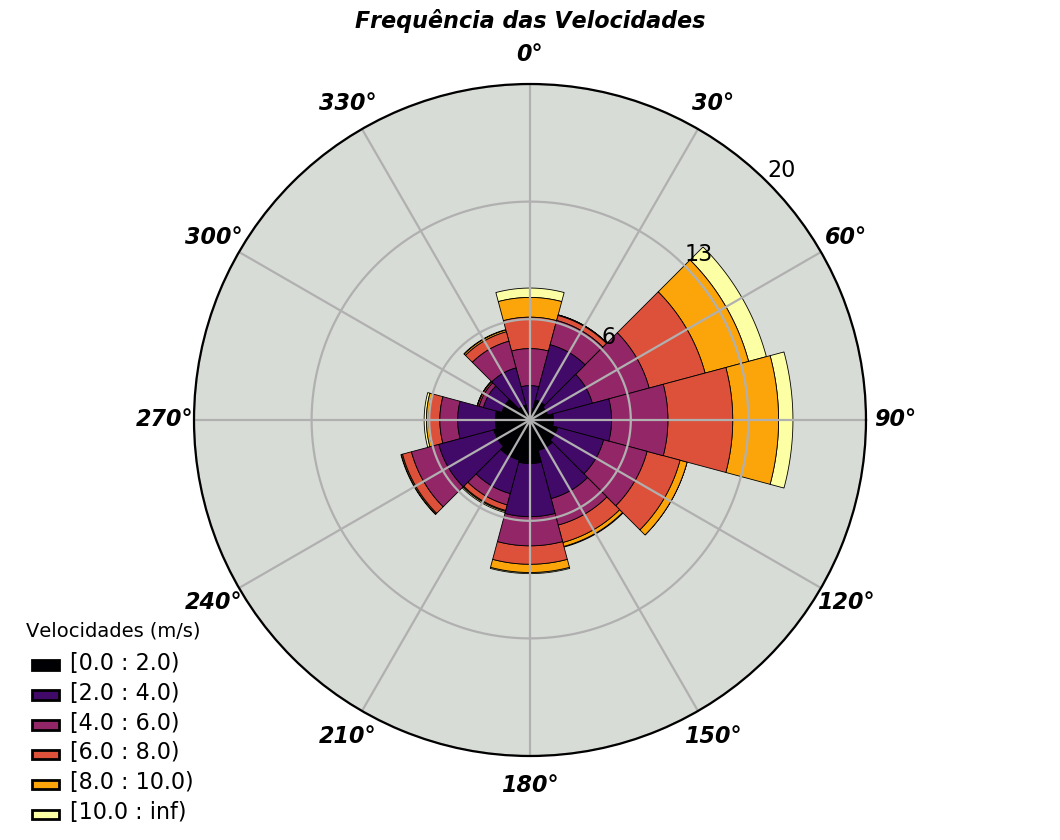 Frequência das Velocidades
0°
330°
30°
20
300°
60°
13
6
270°
90°
240°
120°
210°
150°
180°
Velocidades (m/s)
[0.0 : 2.0)
[2.0 : 4.0)
[4.0 : 6.0)
[6.0 : 8.0)
[8.0 : 10.0)
[10.0 : inf)